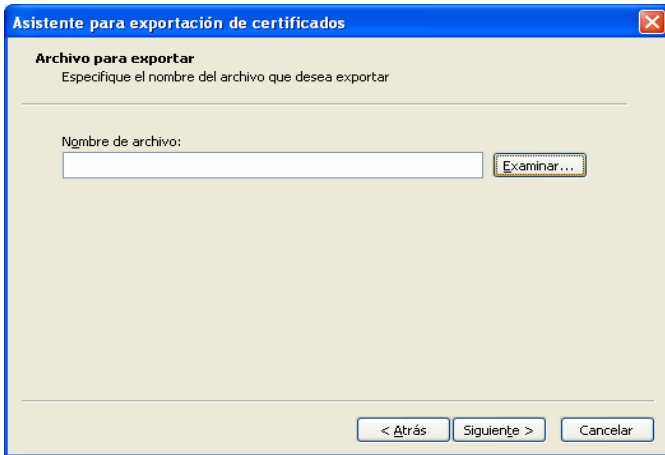 Asistente para exportación de certificados
Archivo para exportar
Especifique el nombre del archivo que desea exportar
Nombre de archivo:
Examinar...
< Atrás
Siguiente >
Cancelar